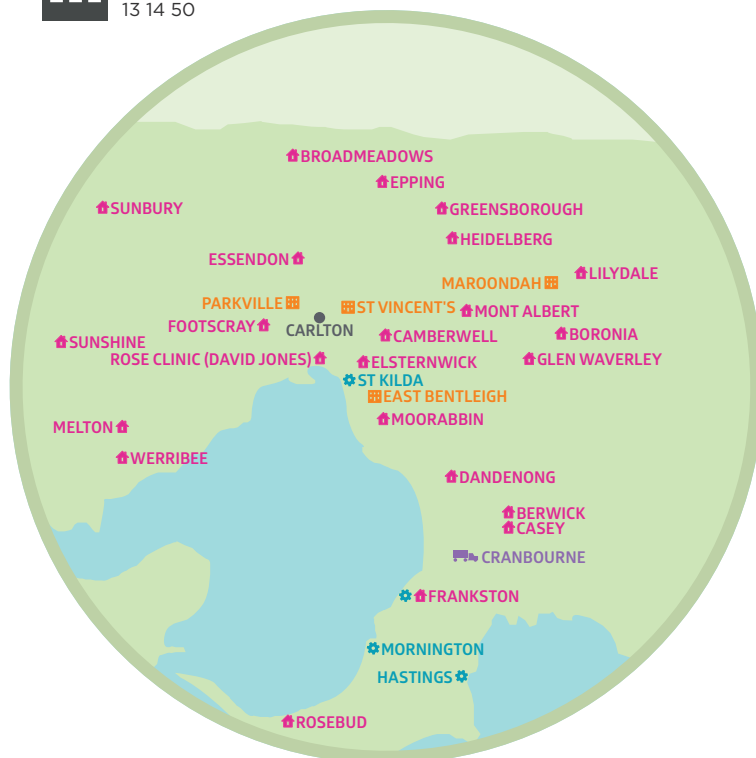 13 14 50
BROADMEADOWS
EPPING
SUNBURY
GREENSBOROUGH
HEIDELBERG
ESSENDON
LILYDALE
MAROONDAH
PARKVILLE
ST VINCENT'S
MONT ALBERT
FOOTSCRAY
CARLTON
CAMBERWELL
BORONIA
SUNSHINE
ROSE CLINIC (DAVID JONES)
ELSTERNWICK
GLEN WAVERLEY
ST KILDA
EAST BENTLEIGH
MOORABBIN
MELTON
WERRIBEE
DANDENONG
BERWICK
CASEY
CRANBOURNE
FRANKSTON
MORNINGTON
HASTINGS
ROSEBUD